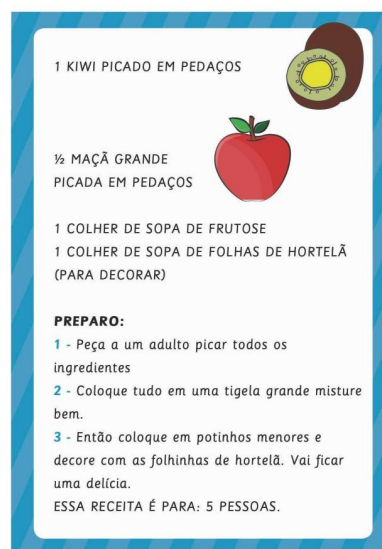 1 KIWI PICADO EM PEDAÇOS
½ MAÇÃ GRANDE
PICADA EM PEDAÇOS
1 COLHER DE SOPA DE FRUTOSE
1 COLHER DE SOPA DE FOLHAS DE HORTELÃ
(PARA DECORAR)
PREPARO:
1 - Peça a um adulto picar todos os
ingredientes
2 - Coloque tudo em uma tigela grande misture
bem.
3 - Então coloque em potinhos menores e
decore com as folhinhas de hortelã. Vai ficar
uma delícia.
ESSA RECEITA É PARA: 5 PESSOAS.